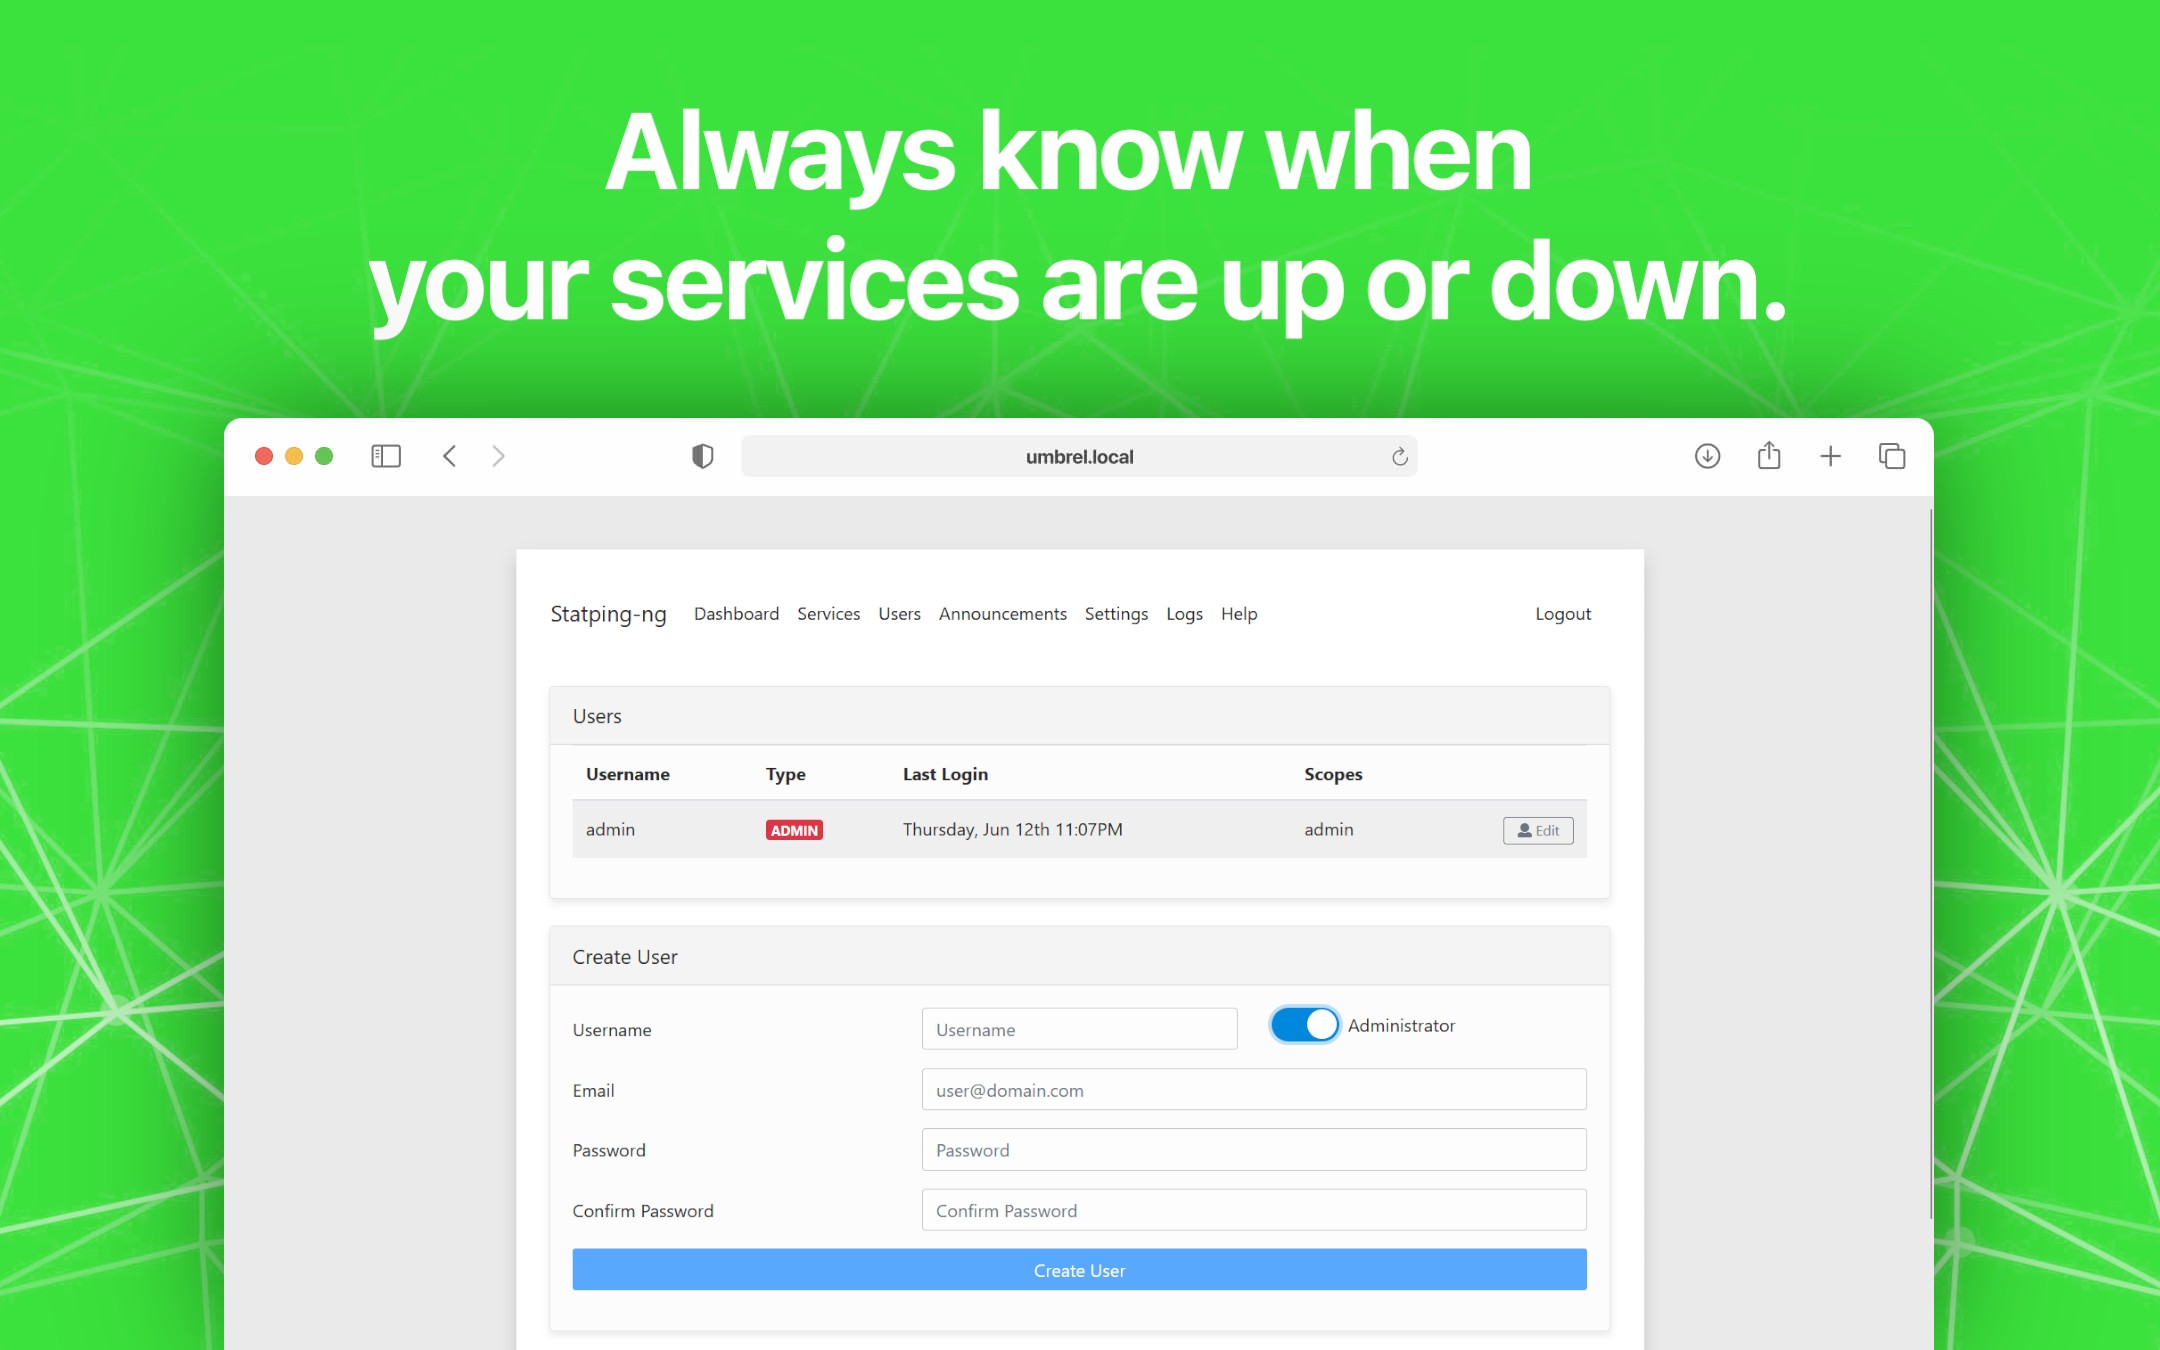 Always know when
your services are up or down.
umbrel.local
Statping-ng Dashboard Services Users Announcements Settings Logs Help Logout
Users
Username Type Last Login Scopes
admin ADMIN Thursday, Jun 12th 11:07PM admin Edit
Create User
Username Username Administrator
Email user@domain.com
Password Password
Confirm Password Confirm Password
Create User